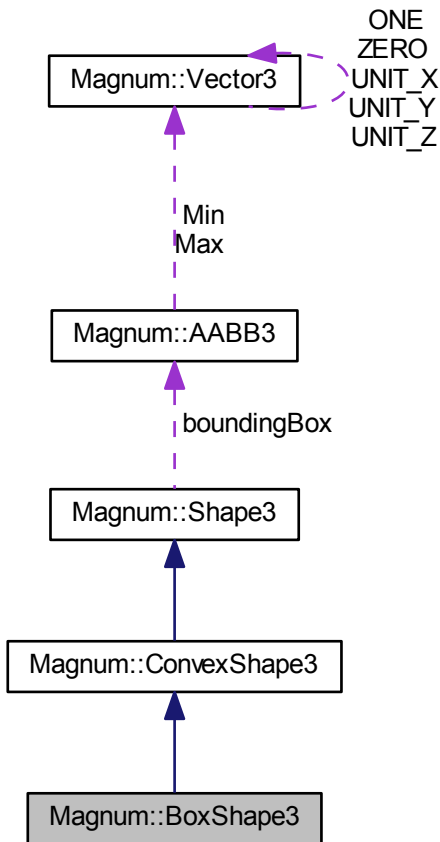 ONE
ZERO
Magnum::Vector3
UNIT_X
UNIT_Y
UNIT_Z
Min
Max
Magnum::AABB3
boundingBox
Magnum::Shape3
Magnum::ConvexShape3
Magnum::BoxShape3